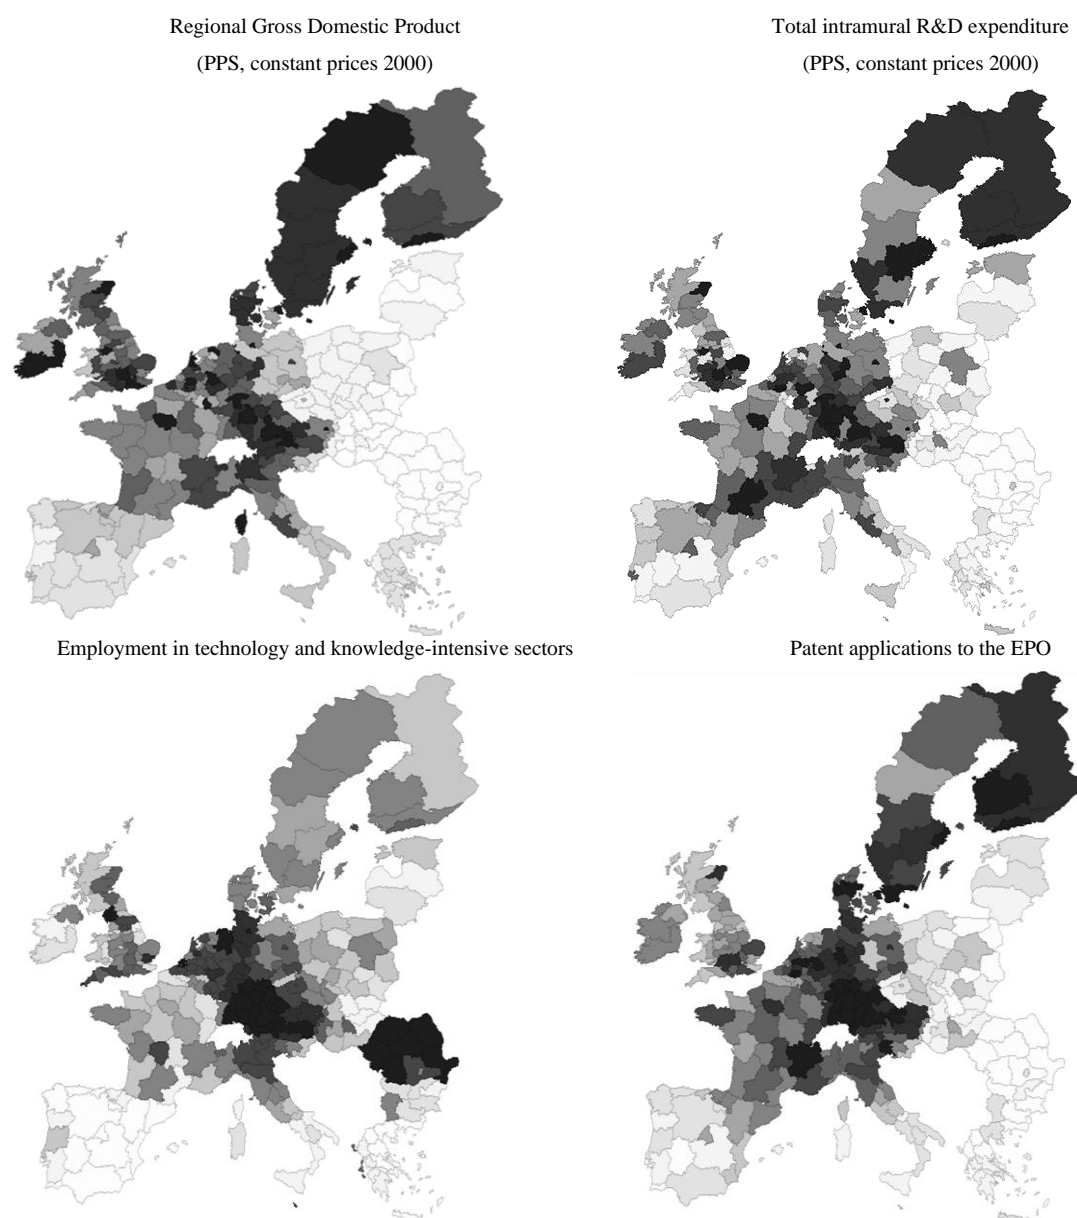 Regional Gross Domestic Product
(PPS, constant prices 2000)
Total intramural R&D expenditure
(PPS, constant prices 2000)
Employment in technology and knowledge-intensive sectors
Patent applications to the EPO